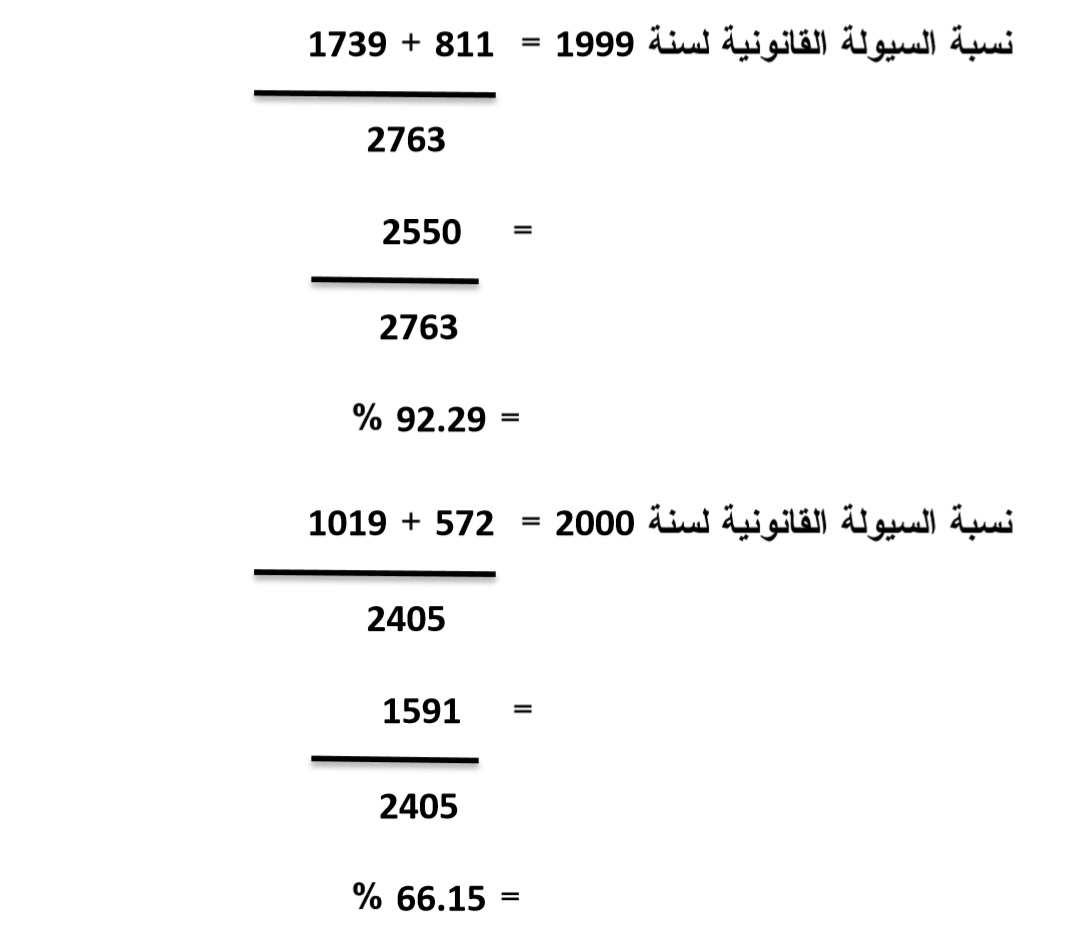 نسبة السيولة القانونية لسنة 1999 = 811 + 1739
2763
= 2550
2763
= 92.29 %
نسبة السيولة القانونية لسنة 2000 = 572 + 1019
2405
= 1591
2405
= 66.15 %